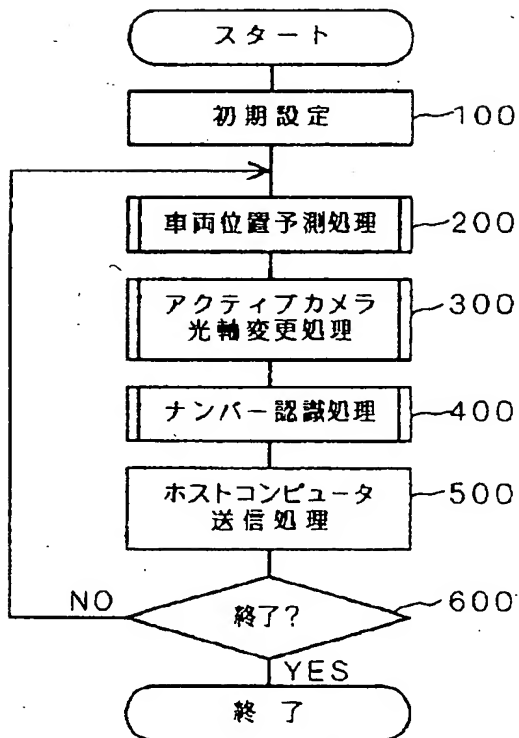 スタート
初期設定 100
車両位置予測処理 200
アクティブカメラ 300
光軸変更処理
ナンバー認識処理 400
ホストコンピュータ 500
送信処理
NO 終了? 600
YES
終了